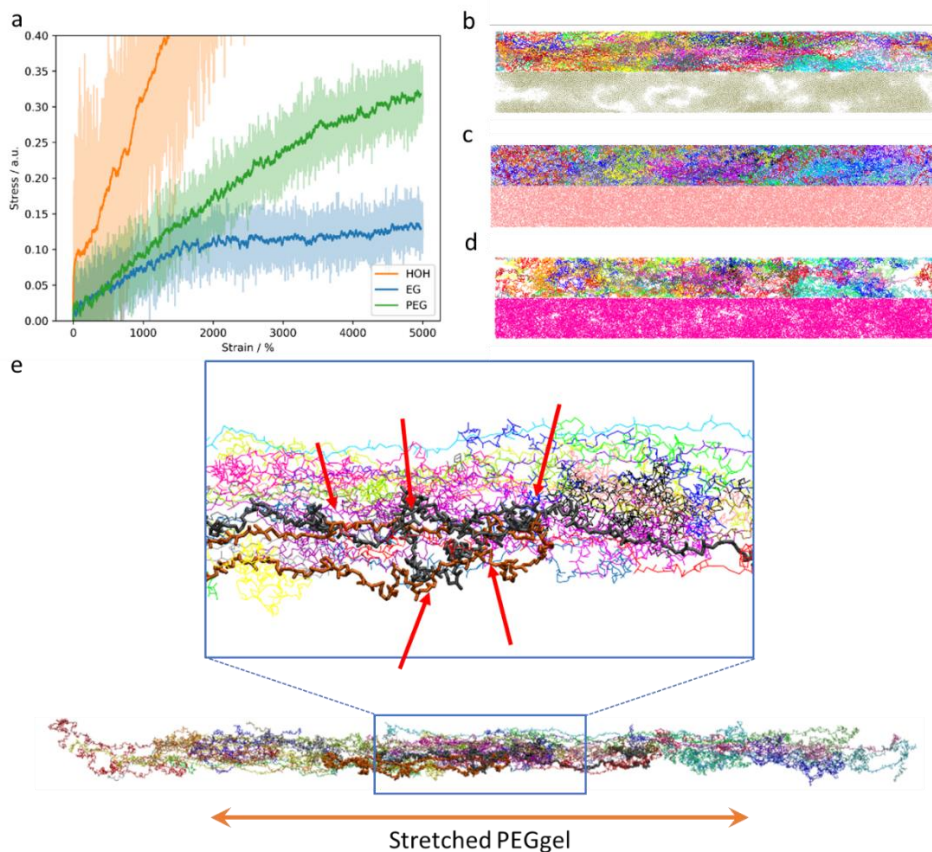 a
0.40
0.35
0.30
0.25
0.20
0.15
0.10
0.05
0.00
Stress / a.u.
0
1000
2000
3000
4000
5000
Strain / %
HOH
EG
PEG
b
c
d
e
Stretched PEGgel